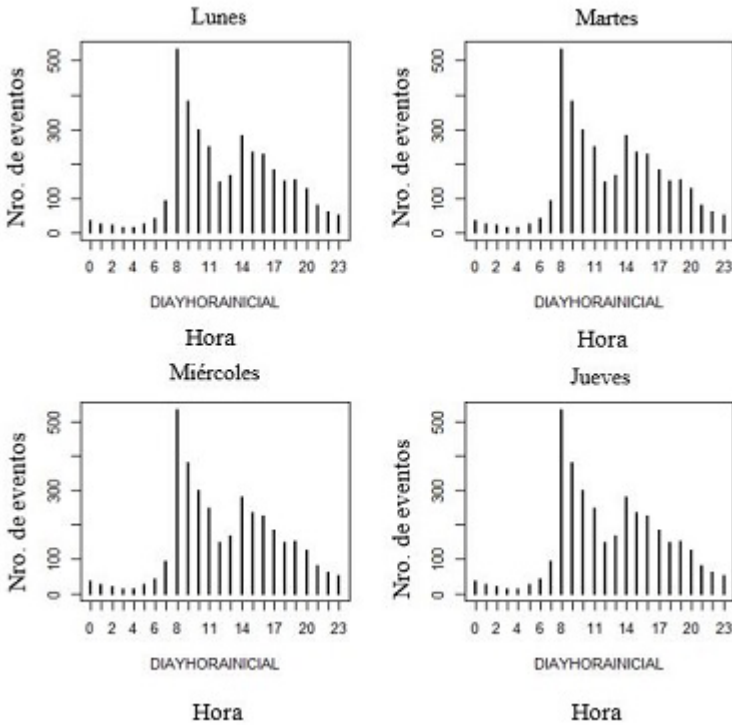 Lunes
Nro. de eventos
500
300
100
0
0 2 4 6 8 11 14 17 20 23
DIAYHORAINICIAL
Hora
Martes
Nro. de eventos
500
300
100
0
0 2 4 6 8 11 14 17 20 23
DIAYHORAINICIAL
Hora
Miércoles
Nro. de eventos
500
300
100
0
0 2 4 6 8 11 14 17 20 23
DIAYHORAINICIAL
Hora
Jueves
Nro. de eventos
500
300
100
0
0 2 4 6 8 11 14 17 20 23
DIAYHORAINICIAL
Hora